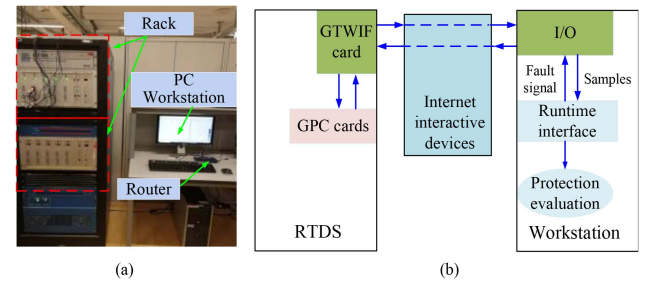 Rack
PC
Workstation
Router
(a)
GTWIF
card
GPC cards
RTDS
Internet
interactive
devices
I/O
Fault
signal
Samples
Runtime
interface
Protection
evaluation
Workstation
(b)